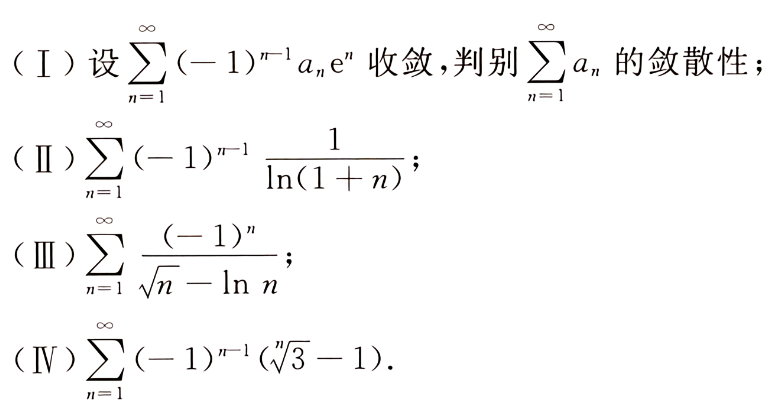 (Ⅰ)设 $\sum_{n=1}^{\infty}(-1)^{n-1}a_n\mathrm{e}^n$ 收敛,判别 $\sum_{n=1}^{\infty}a_n$ 的敛散性;
(Ⅱ) $\sum_{n=1}^{\infty}(-1)^{n-1}\frac{1}{\ln(1+n)}$;
(Ⅲ) $\sum_{n=1}^{\infty}\frac{(-1)^n}{\sqrt{n}-\ln n}$;
(Ⅳ) $\sum_{n=1}^{\infty}(-1)^{n-1}(\sqrt[n]{3}-1)$.